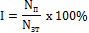 I = Nп / Nэт x 100%